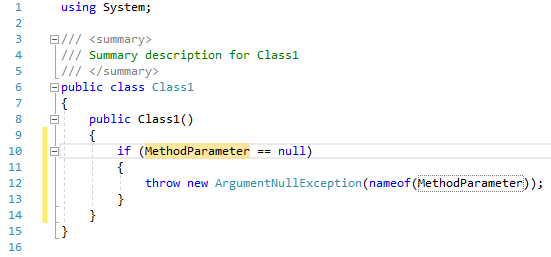 1 using System;
2
3 /// <summary>
4 /// Summary description for Class1
5 /// </summary>
6 public class Class1
7 {
8 public Class1()
9 {
10 if (MethodParameter == null)
11 {
12 throw new ArgumentNullException(nameof(MethodParameter));
13 }
14 }
15 }
16